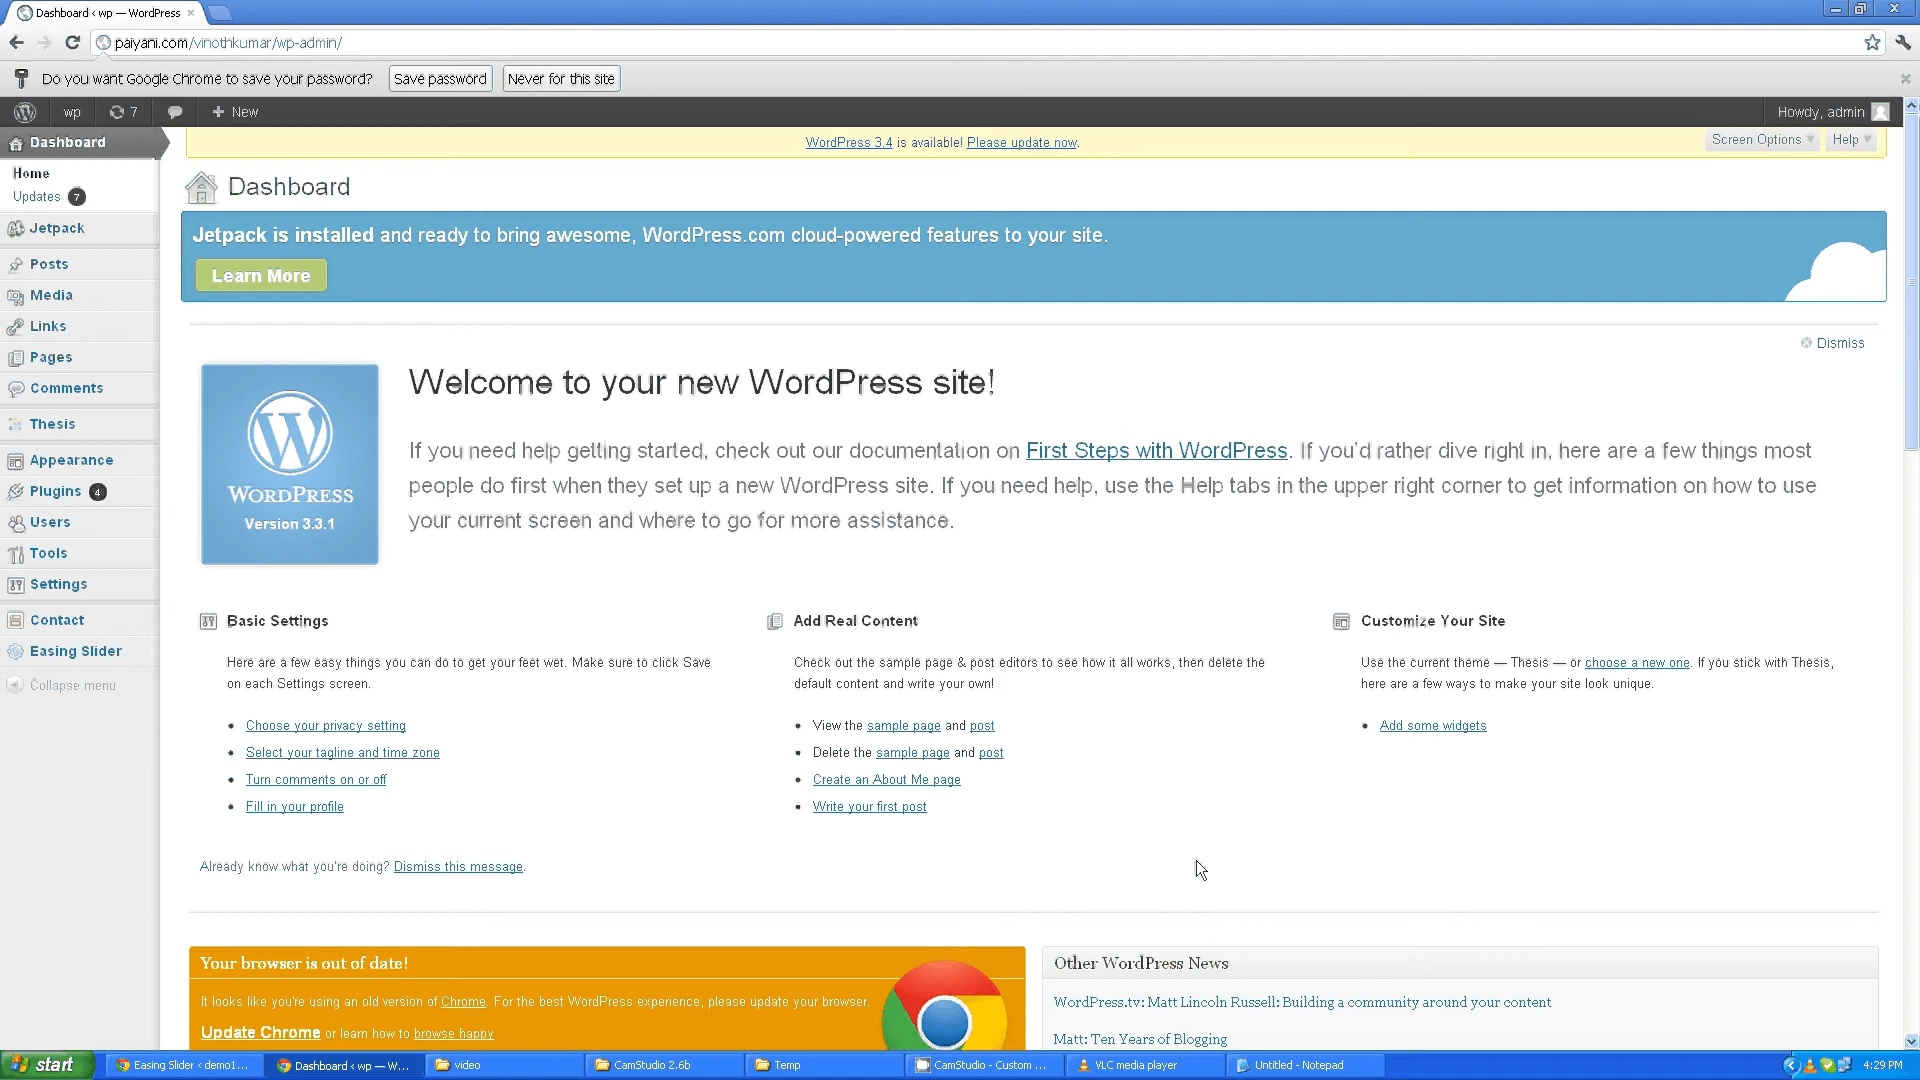 Dashboard ‹ wp — WordPress
paiyani.com/vinothkumar/wp-admin/
Do you want Google Chrome to save your password? Save password Never for this site
wp 7 + New Howdy, admin
Dashboard
WordPress 3.4 is available! Please update now.
Screen Options Help
Home
Updates 7
Jetpack
Posts
Media
Links
Pages
Comments
Thesis
Appearance
Plugins 4
Users
Tools
Settings
Contact
Easing Slider
Collapse menu
Dashboard
Jetpack is installed and ready to bring awesome, WordPress.com cloud-powered features to your site.
Learn More
Dismiss
WORDPRESS
Version 3.3.1
Welcome to your new WordPress site!
If you need help getting started, check out our documentation on First Steps with WordPress. If you'd rather dive right in, here are a few things most
people do first when they set up a new WordPress site. If you need help, use the Help tabs in the upper right corner to get information on how to use
your current screen and where to go for more assistance.
Basic Settings
Here are a few easy things you can do to get your feet wet. Make sure to click Save
on each Settings screen.
• Choose your privacy setting
• Select your tagline and time zone
• Turn comments on or off
• Fill in your profile
Add Real Content
Check out the sample page & post editors to see how it all works, then delete the
default content and write your own!
• View the sample page and post
• Delete the sample page and post
• Create an About Me page
• Write your first post
Customize Your Site
Use the current theme — Thesis — or choose a new one. If you stick with Thesis,
here are a few ways to make your site look unique.
• Add some widgets
Already know what you're doing? Dismiss this message.
Your browser is out of date!
It looks like you're using an old version of Chrome. For the best WordPress experience, please update your browser.
Update Chrome or learn how to browse happy
Other WordPress News
WordPress.tv: Matt Lincoln Russell: Building a community around your content
Matt: Ten Years of Blogging
start
Easing Slider ‹ demo1...
Dashboard ‹ wp — W...
video
CamStudio 2.6b
Temp
CamStudio - Custom ...
VLC media player
Untitled - Notepad
4:29 PM